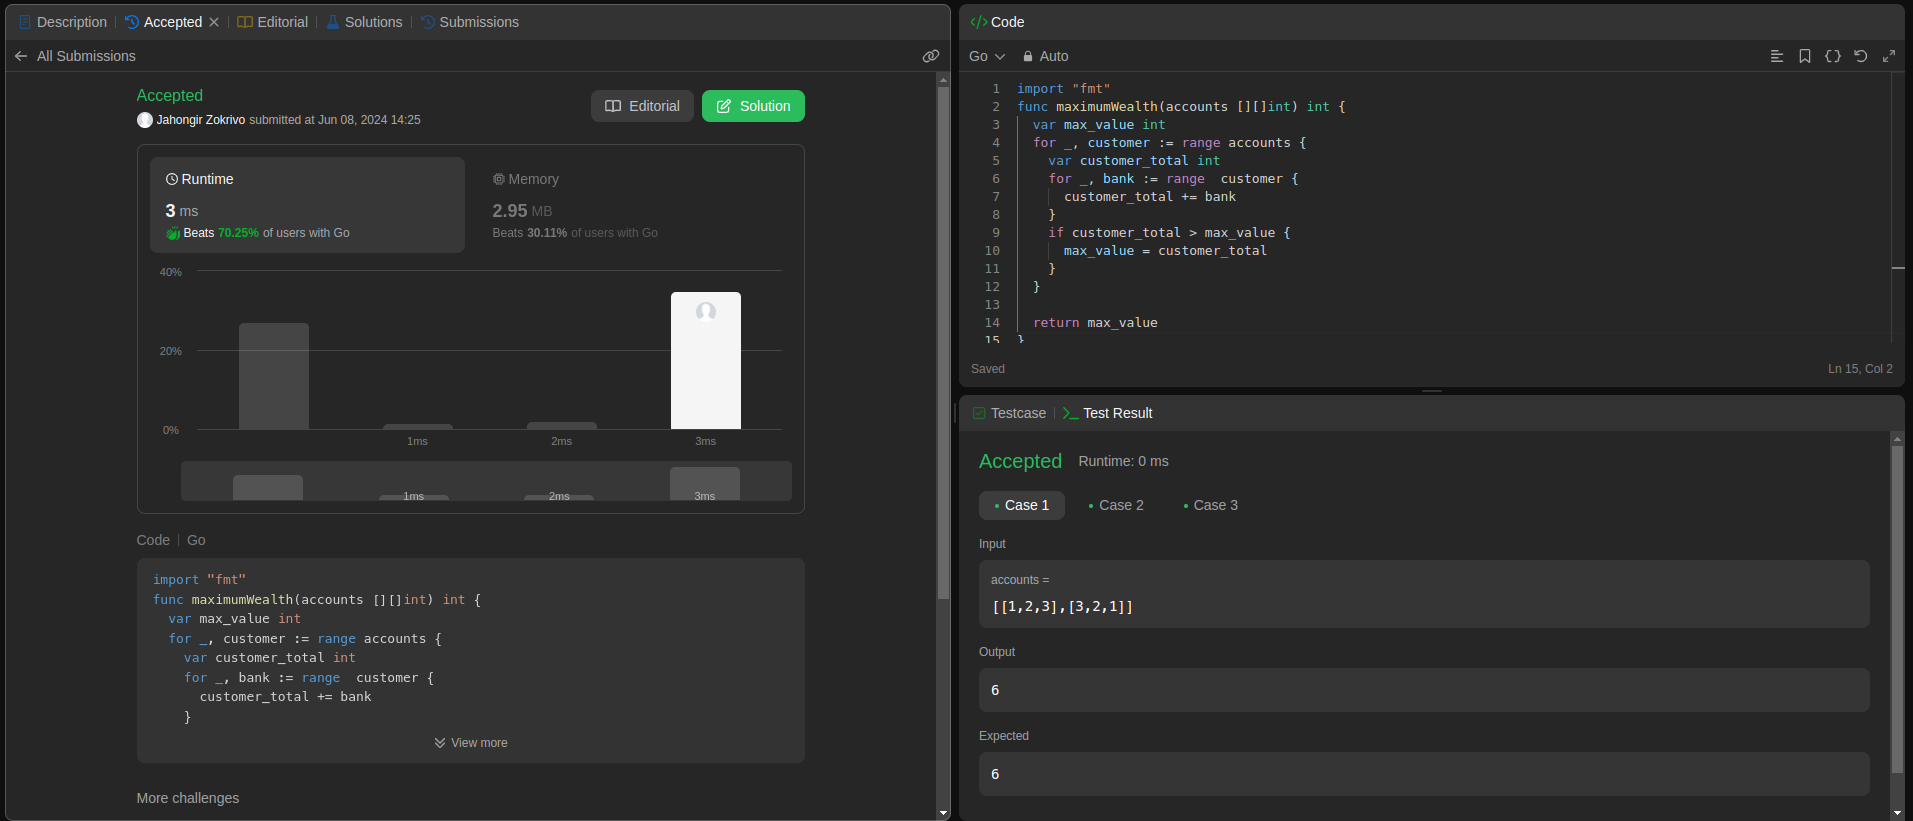 Description | Accepted | Editorial | Solutions | Submissions
All Submissions
Accepted
Jahongir Zokrivo submitted at Jun 08, 2024 14:25
Editorial
Solution
Runtime
3 ms
Beats 70.25% of users with Go
Memory
2.95 MB
Beats 30.11% of users with Go
40%
20%
0%
1ms 2ms 3ms
1ms 2ms 3ms
Code | Go
import "fmt"
func maximumWealth(accounts [][]int) int {
  var max_value int
  for _, customer := range accounts {
    var customer_total int
    for _, bank := range  customer {
      customer_total += bank
    }
View more
More challenges
</> Code
Go Auto
1 import "fmt"
2 func maximumWealth(accounts [][]int) int {
3   var max_value int
4   for _, customer := range accounts {
5     var customer_total int
6     for _, bank := range  customer {
7       customer_total += bank
8     }
9     if customer_total > max_value {
10       max_value = customer_total
11     }
12   }
13
14   return max_value
15 }
Saved
Ln 15, Col 2
Testcase | >_ Test Result
Accepted Runtime: 0 ms
• Case 1 • Case 2 • Case 3
Input
accounts =
[[1,2,3],[3,2,1]]
Output
6
Expected
6